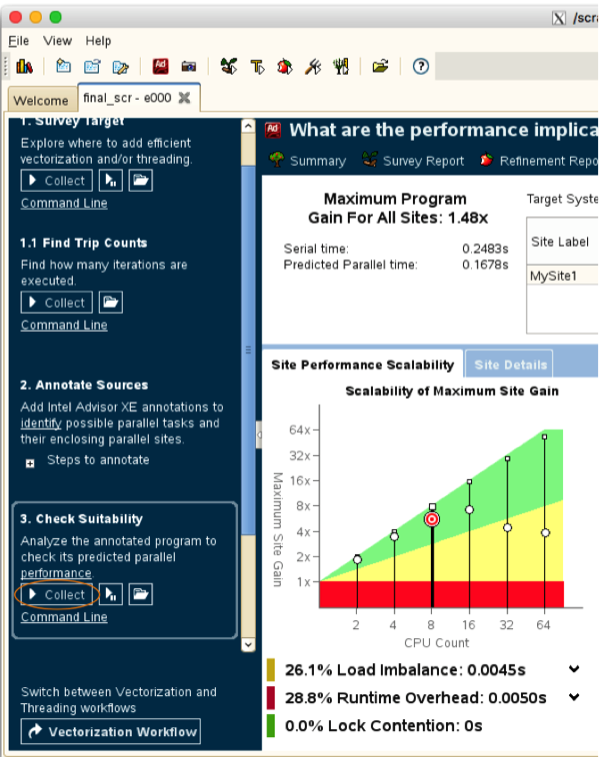 X /scra
File View Help
Welcome final_scr - e000
1. Survey Target
Explore where to add efficient
vectorization and/or threading.
Collect
Command Line
1.1 Find Trip Counts
Find how many iterations are
executed.
Collect
Command Line
2. Annotate Sources
Add Intel Advisor XE annotations to
identify possible parallel tasks and
their enclosing parallel sites.
Steps to annotate
3. Check Suitability
Analyze the annotated program to
check its predicted parallel
performance
Collect
Command Line
Switch between Vectorization and
Threading workflows
Vectorization Workflow
What are the performance implica
Summary Survey Report Refinement Repo
Maximum Program
Gain For All Sites: 1.48x
Serial time: 0.2483s
Predicted Parallel time: 0.1678s
Target Syste
Site Label
MySite1
Site Performance Scalability Site Details
Scalability of Maximum Site Gain
Maximum Site Gain
64x
32x
16x
8x
4x
2x
1x
2 4 8 16 32 64
CPU Count
26.1% Load Imbalance: 0.0045s
28.8% Runtime Overhead: 0.0050s
0.0% Lock Contention: 0s